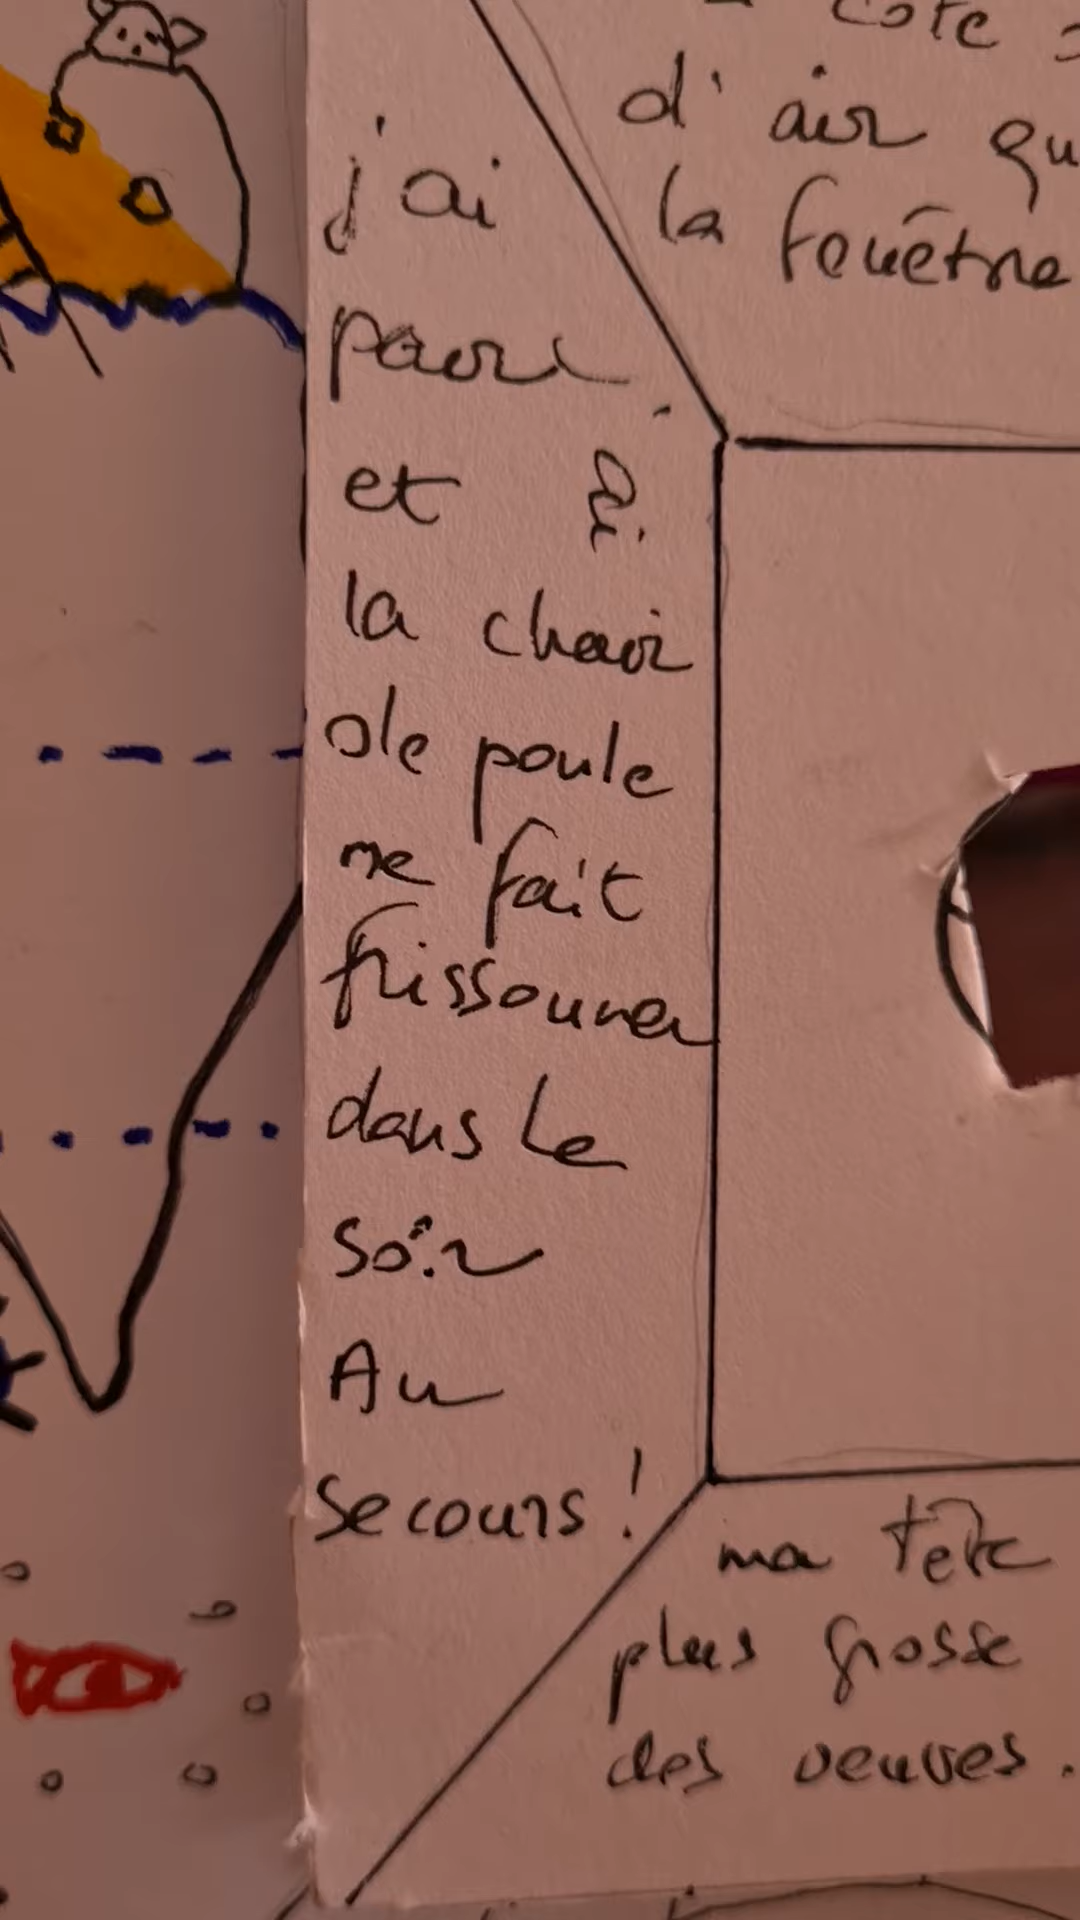 côté
d'air qu
la fenêtre
j'ai
peur
et
la chair
de poule
me fait
frissonner
dans le
soir
Au
secours !
ma tête
plus grosse
des veuves.